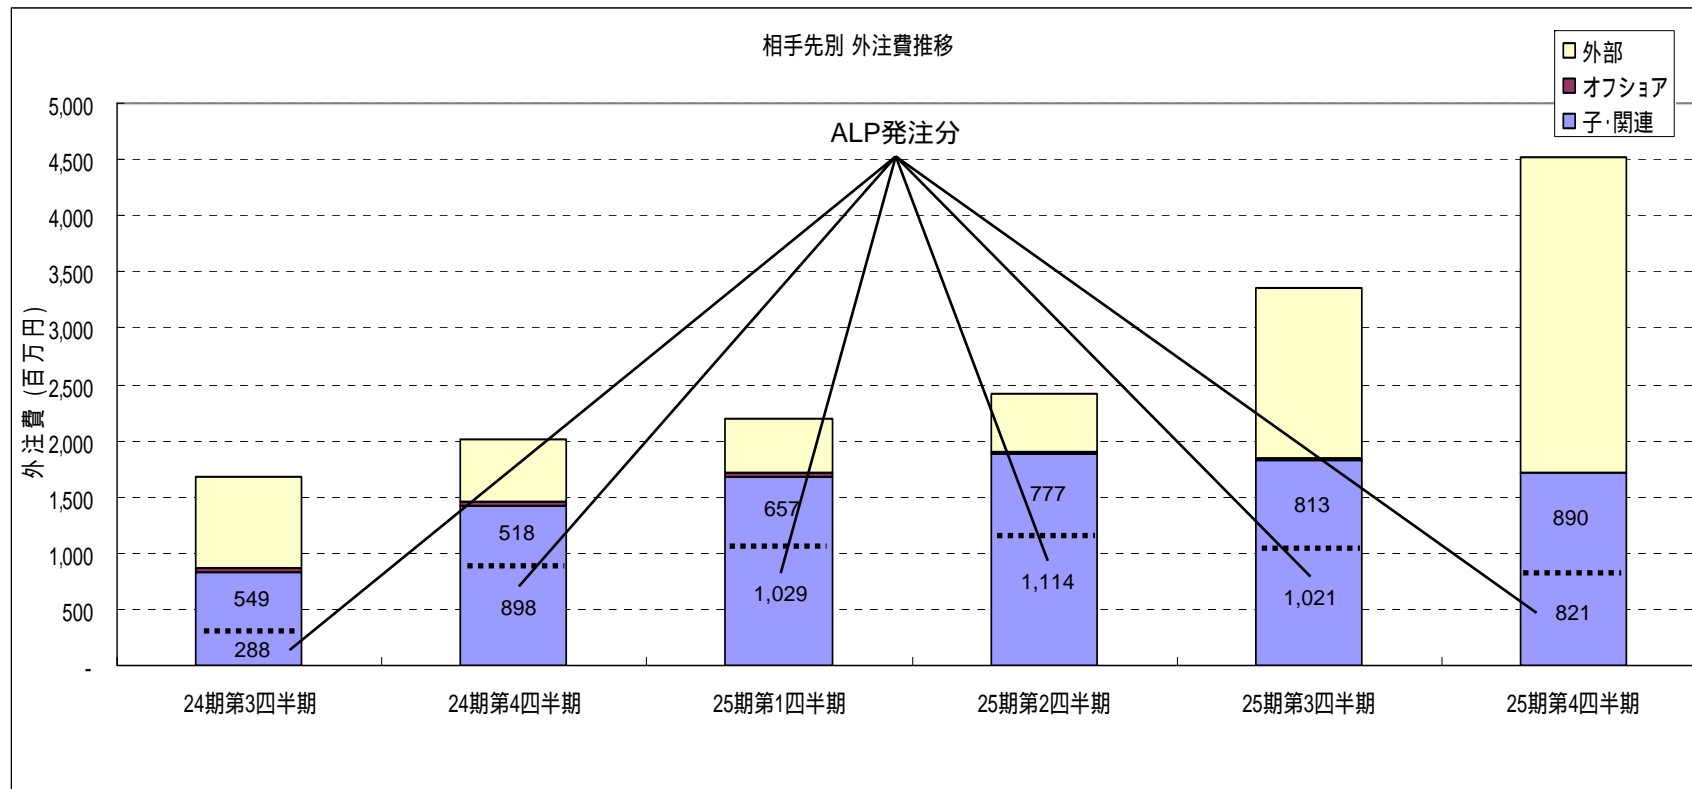 相手先別 外注費推移
外部
オフショア
子・関連
ALP発注分
外注費 (百万円)
5,000
4,500
4,000
3,500
3,000
2,500
2,000
1,500
1,000
500
-
549
288
518
898
657
1,029
777
1,114
813
1,021
890
821
24期第3四半期
24期第4四半期
25期第1四半期
25期第2四半期
25期第3四半期
25期第4四半期